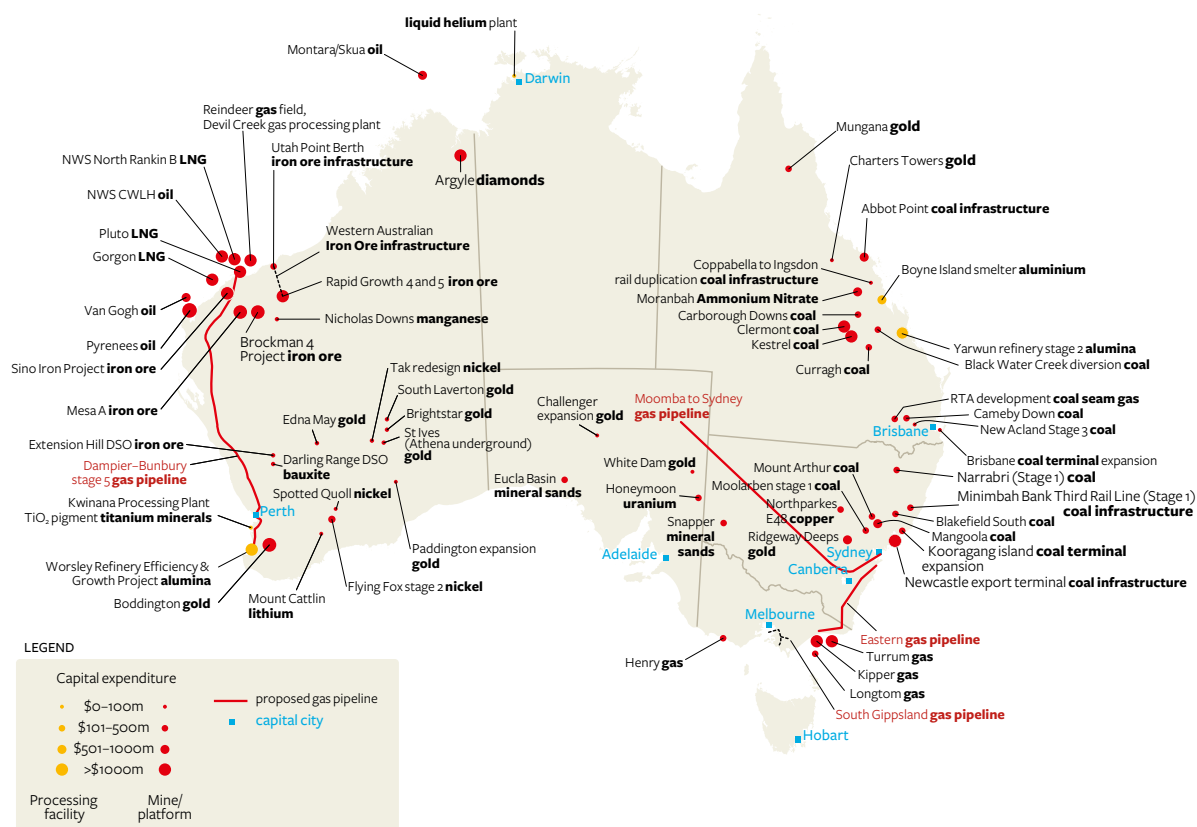 liquid helium plant
Montara/Skua oil
Darwin
Reindeer gas field,
Devil Creek gas processing plant
Utah Point Berth
iron ore infrastructure
NWS North Rankin B LNG
NWS CWLH oil
Pluto LNG
Gorgon LNG
Van Gogh oil
Pyrenees oil
Sino Iron Project iron ore
Mesa A iron ore
Argyle diamonds
Western Australian
Iron Ore infrastructure
Rapid Growth 4 and 5 iron ore
Nicholas Downs manganese
Brockman 4
Project iron ore
Mungana gold
Charters Towers gold
Abbot Point coal infrastructure
Coppabella to Ingsdon
rail duplication coal infrastructure
Boyne Island smelter aluminium
Moranbah Ammonium Nitrate
Carborough Downs coal
Clermont coal
Kestrel coal
Curragh coal
Yarwun refinery stage 2 alumina
Black Water Creek diversion coal
RTA development coal seam gas
Cameby Down coal
New Acland Stage 3 coal
Brisbane
Brisbane coal terminal expansion
Narrabri (Stage 1) coal
Minimbah Bank Third Rail Line (Stage 1)
coal infrastructure
Blakefield South coal
Mangoola coal
Kooragang island coal terminal
expansion
Newcastle export terminal coal infrastructure
Tak redesign nickel
South Laverton gold
Brightstar gold
St Ives
(Athena underground)
gold
Edna May gold
Extension Hill DSO iron ore
Dampier–Bunbury
stage 5 gas pipeline
Darling Range DSO
bauxite
Spotted Quoll nickel
Kwinana Processing Plant
TiO₂ pigment titanium minerals
Perth
Worsley Refinery Efficiency &
Growth Project alumina
Boddington gold
Mount Cattlin
lithium
Flying Fox stage 2 nickel
Paddington expansion
gold
Challenger
expansion gold
Moomba to Sydney
gas pipeline
Eucla Basin
mineral sands
White Dam gold
Honeymoon
uranium
Snapper
mineral
sands
Mount Arthur coal
Moolarben stage 1 coal
Northparkes
E48 copper
Ridgeway Deeps
gold
Adelaide
Sydney
Canberra
Melbourne
Henry gas
Eastern gas pipeline
Turrum gas
Kipper gas
Longtom gas
South Gippsland gas pipeline
Hobart
LEGEND
Capital expenditure
$0–100m
$101–500m
$501–1000m
>$1000m
Processing
facility
Mine/
platform
proposed gas pipeline
capital city